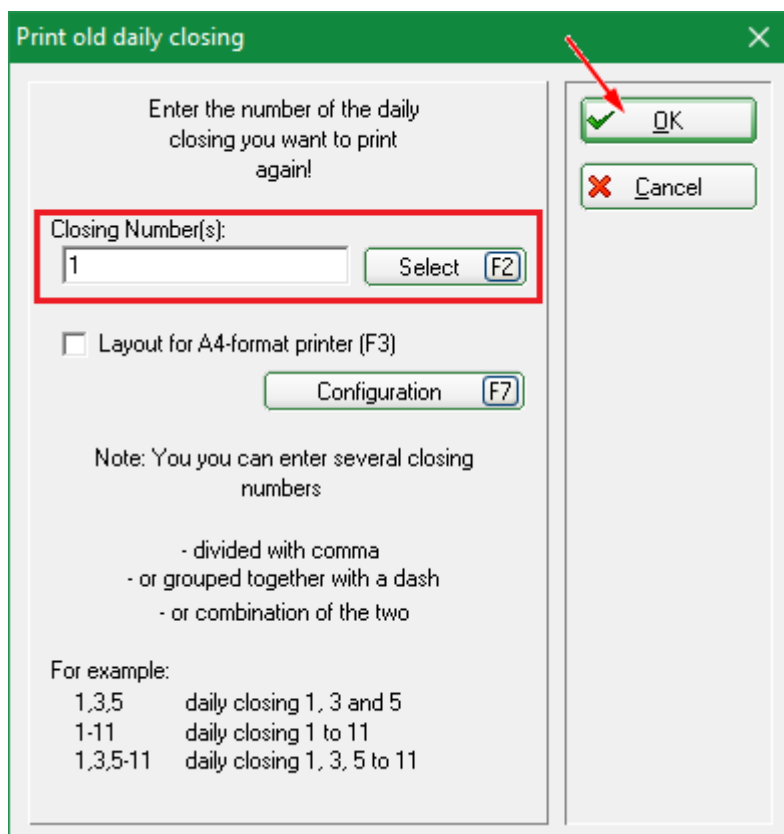 Print old daily closing
Enter the number of the daily
closing you want to print
again!
OK
Cancel
Closing Number(s):
1
Select F2
Layout for A4-format printer (F3)
Configuration F7
Note: You you can enter several closing
numbers
- divided with comma
- or grouped together with a dash
- or combination of the two
For example:
1,3,5 daily closing 1, 3 and 5
1-11 daily closing 1 to 11
1,3,5-11 daily closing 1, 3, 5 to 11